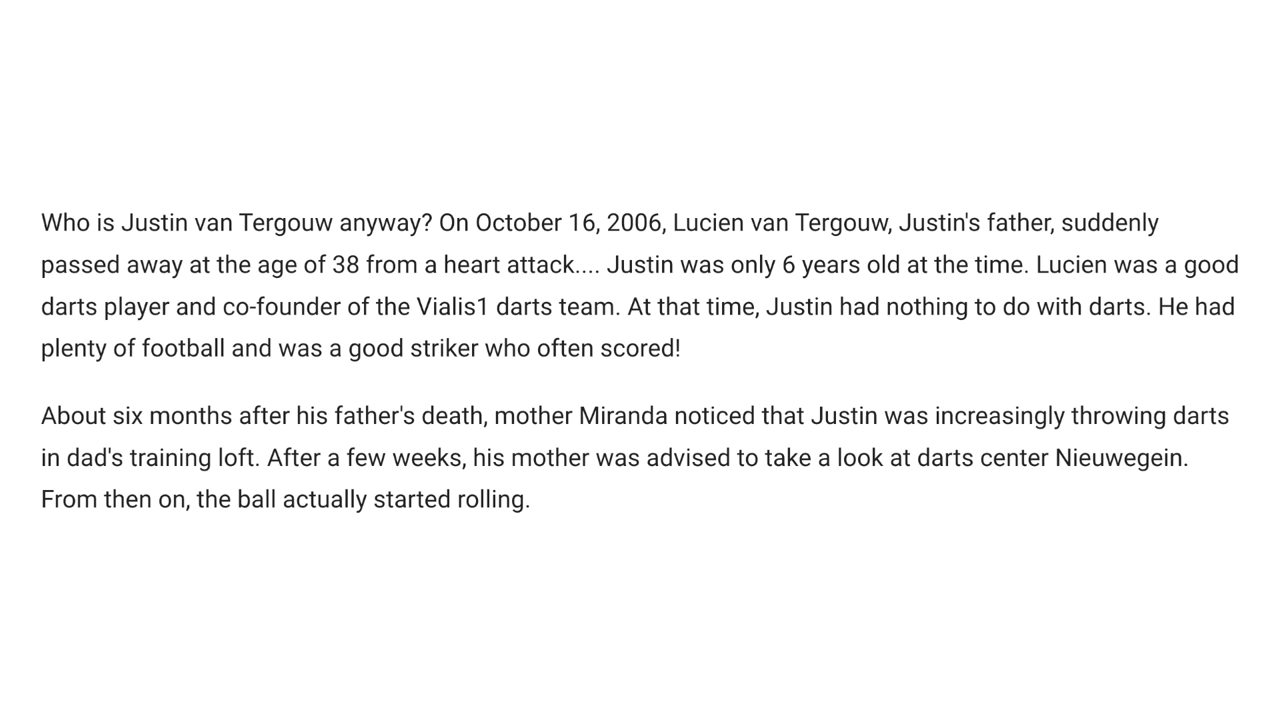 Who is Justin van Tergouw anyway? On October 16, 2006, Lucien van Tergouw, Justin's father, suddenly
passed away at the age of 38 from a heart attack.... Justin was only 6 years old at the time. Lucien was a good
darts player and co-founder of the Vialis1 darts team. At that time, Justin had nothing to do with darts. He had
plenty of football and was a good striker who often scored!
About six months after his father's death, mother Miranda noticed that Justin was increasingly throwing darts
in dad's training loft. After a few weeks, his mother was advised to take a look at darts center Nieuwegein.
From then on, the ball actually started rolling.